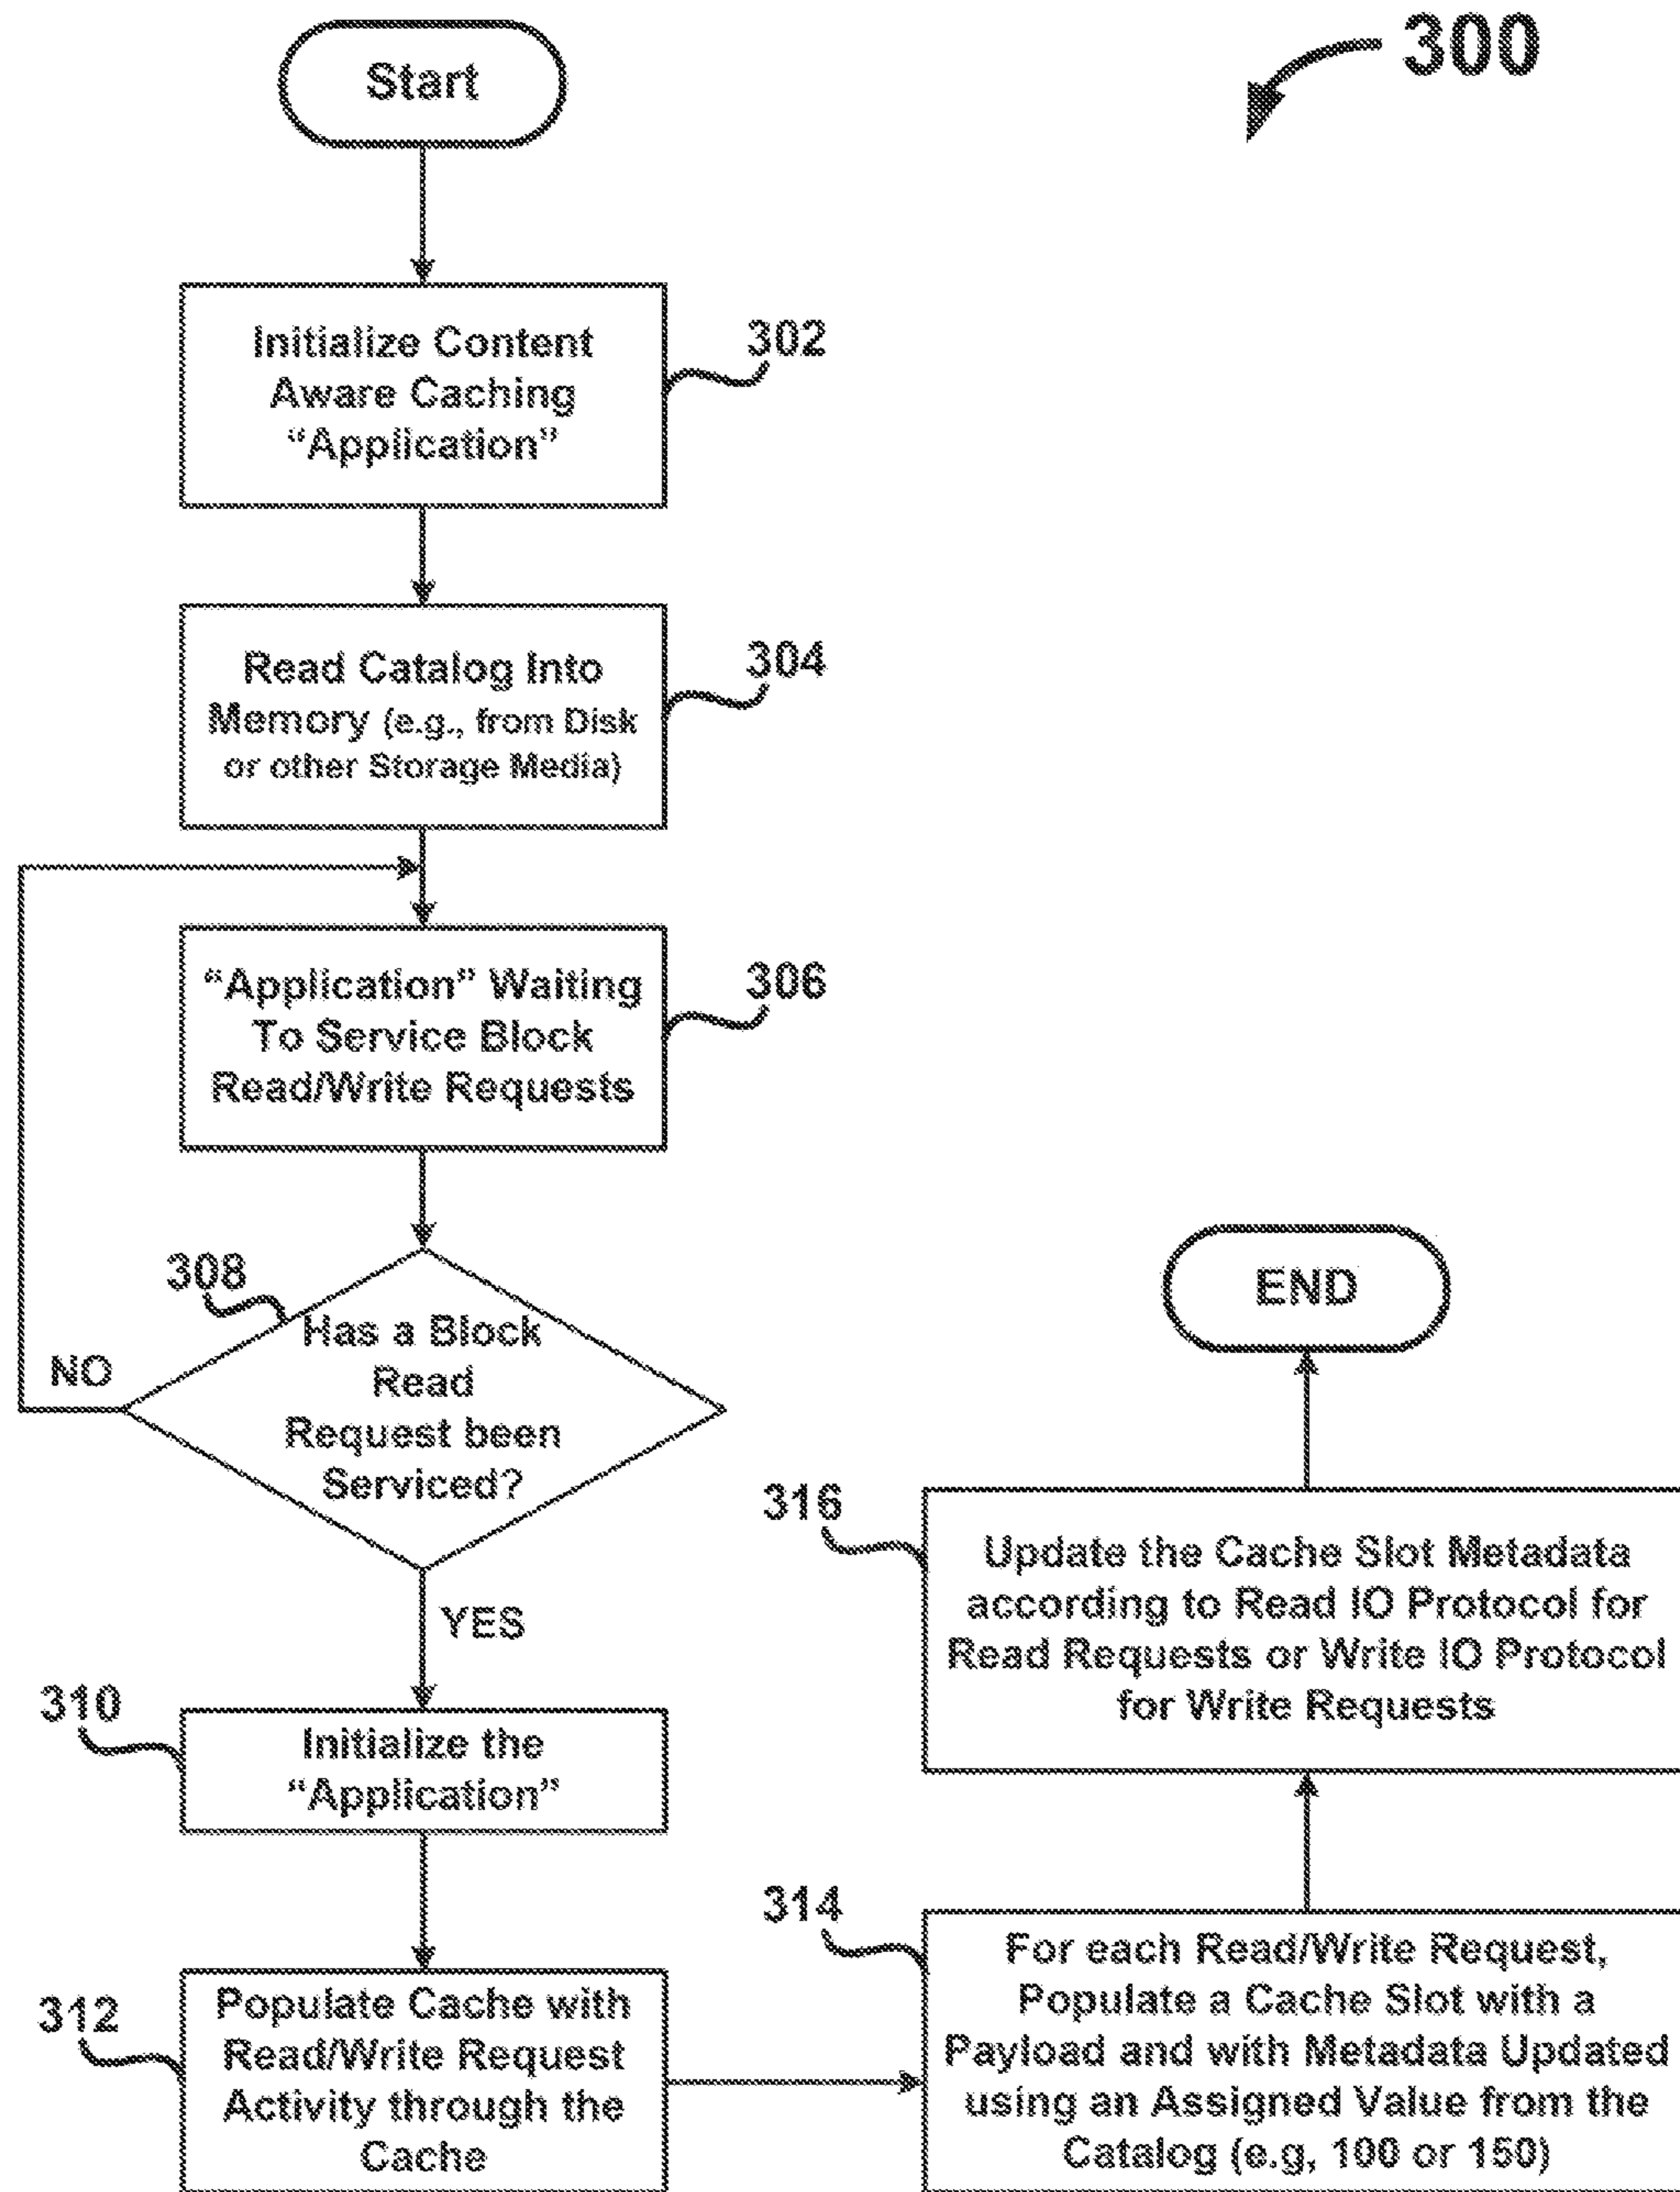 300
Start
Initialize Content
Aware Caching
“Application”
302
Read Catalog Into
Memory (e.g., from Disk
or other Storage Media)
304
“Application” Waiting
To Service Block
Read/Write Requests
306
308
Has a Block
Read
Request been
Serviced?
NO
YES
310
Initialize the
“Application”
312
Populate Cache with
Read/Write Request
Activity through the
Cache
314
For each Read/Write Request,
Populate a Cache Slot with a
Payload and with Metadata Updated
using an Assigned Value from the
Catalog (e.g, 100 or 150)
316
Update the Cache Slot Metadata
according to Read IO Protocol for
Read Requests or Write IO Protocol
for Write Requests
END